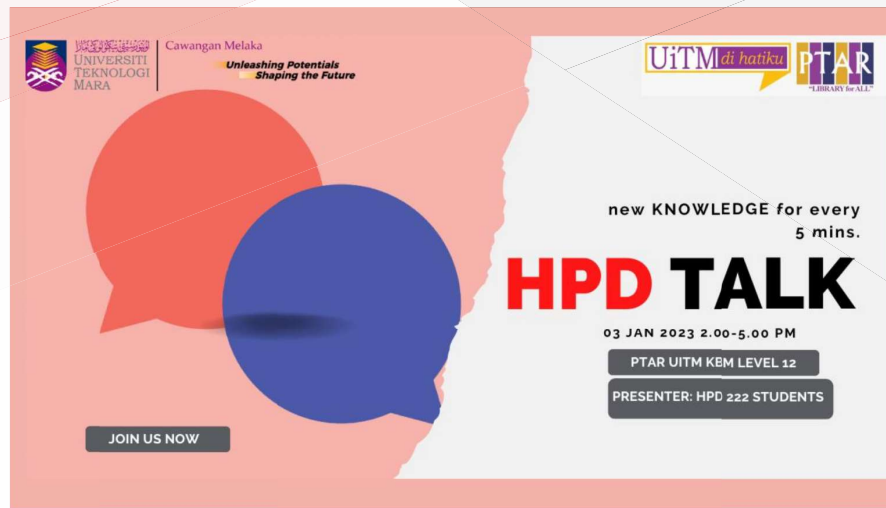 UNIVERSITI
TEKNOLOGI
MARA
Cawangan Melaka
Unleashing Potentials
Shaping the Future
UiTM di hatiku
PTAR
"LIBRARY for ALL"
new KNOWLEDGE for every
5 mins.
HPD TALK
03 JAN 2023 2.00-5.00 PM
PTAR UITM KBM LEVEL 12
PRESENTER: HPD 222 STUDENTS
JOIN US NOW